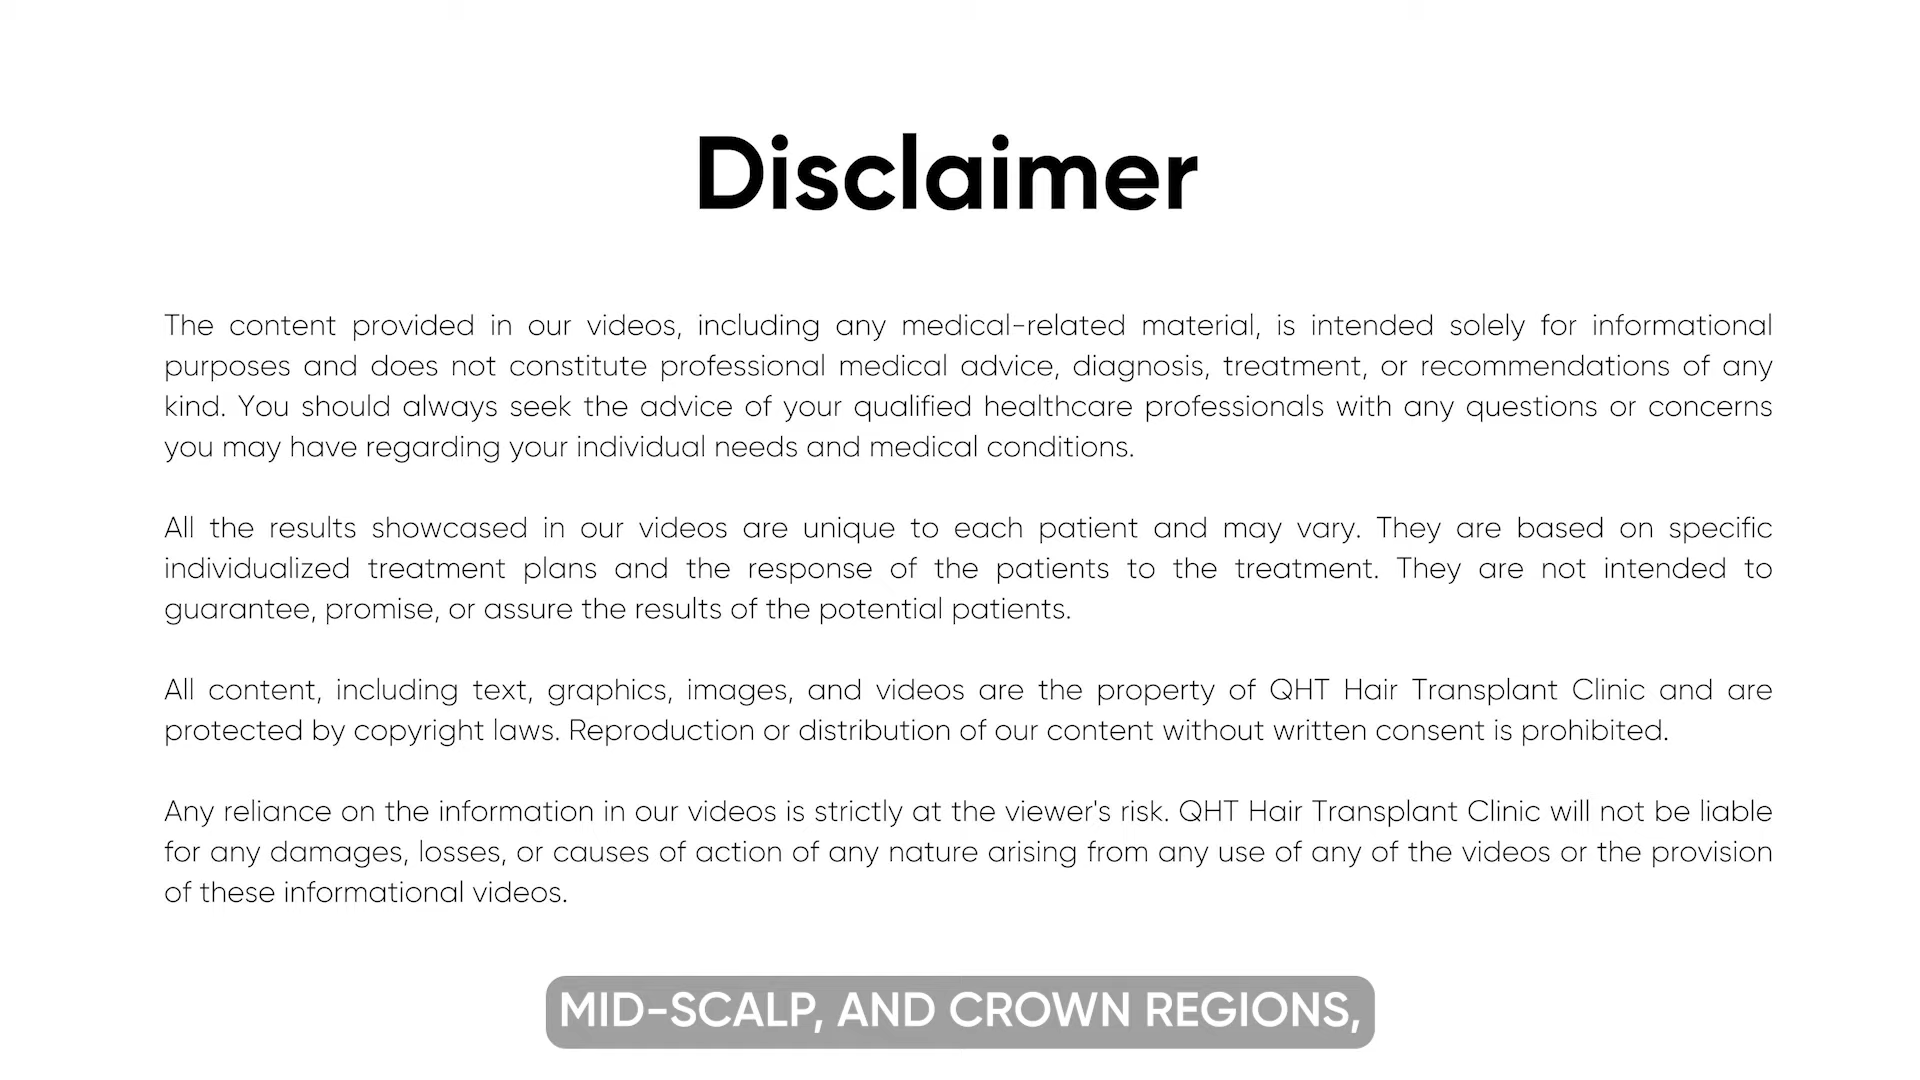 Disclaimer
The content provided in our videos, including any medical-related material, is intended solely for informational
purposes and does not constitute professional medical advice, diagnosis, treatment, or recommendations of any
kind. You should always seek the advice of your qualified healthcare professionals with any questions or concerns
you may have regarding your individual needs and medical conditions.
All the results showcased in our videos are unique to each patient and may vary. They are based on specific
individualized treatment plans and the response of the patients to the treatment. They are not intended to
guarantee, promise, or assure the results of the potential patients.
All content, including text, graphics, images, and videos are the property of QHT Hair Transplant Clinic and are
protected by copyright laws. Reproduction or distribution of our content without written consent is prohibited.
Any reliance on the information in our videos is strictly at the viewer's risk. QHT Hair Transplant Clinic will not be liable
for any damages, losses, or causes of action of any nature arising from any use of any of the videos or the provision
of these informational videos.
MID-SCALP, AND CROWN REGIONS,